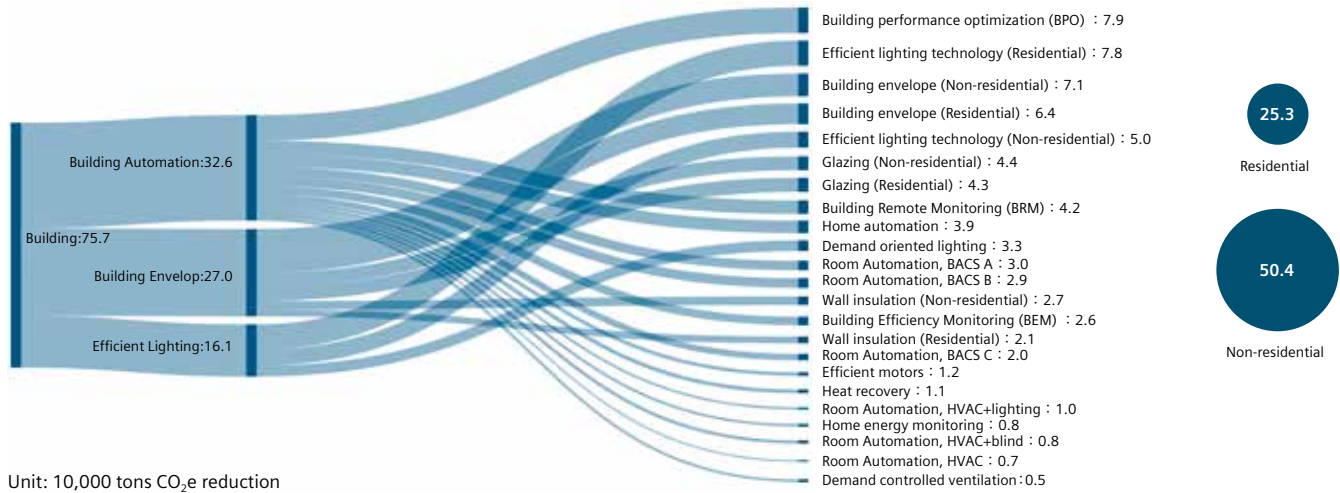 Building:75.7
Building Automation:32.6
Building Envelop:27.0
Efficient Lighting:16.1
Building performance optimization (BPO) : 7.9
Efficient lighting technology (Residential) : 7.8
Building envelope (Non-residential) : 7.1
Building envelope (Residential) : 6.4
Efficient lighting technology (Non-residential) : 5.0
Glazing (Non-residential) : 4.4
Glazing (Residential) : 4.3
Building Remote Monitoring (BRM) : 4.2
Home automation : 3.9
Demand oriented lighting : 3.3
Room Automation, BACS A : 3.0
Room Automation, BACS B : 2.9
Wall insulation (Non-residential) : 2.7
Building Efficiency Monitoring (BEM) : 2.6
Wall insulation (Residential) : 2.1
Room Automation, BACS C : 2.0
Efficient motors : 1.2
Heat recovery : 1.1
Room Automation, HVAC+lighting : 1.0
Home energy monitoring : 0.8
Room Automation, HVAC+blind : 0.8
Room Automation, HVAC : 0.7
Demand controlled ventilation : 0.5
25.3
Residential
50.4
Non-residential
Unit: 10,000 tons CO₂e reduction